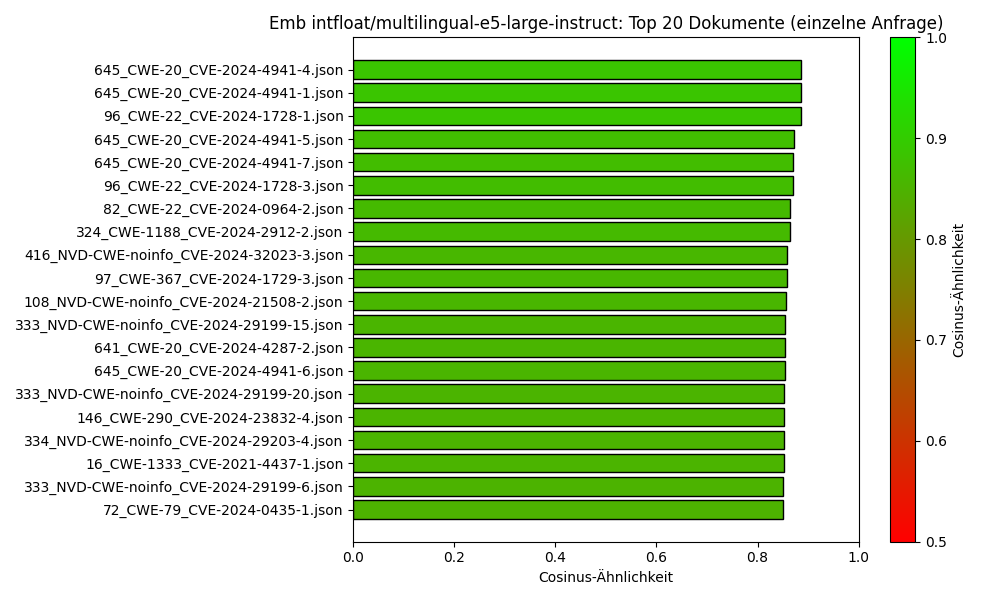 Emb intfloat/multilingual-e5-large-instruct: Top 20 Dokumente (einzelne Anfrage)
645_CWE-20_CVE-2024-4941-4.json
645_CWE-20_CVE-2024-4941-1.json
96_CWE-22_CVE-2024-1728-1.json
645_CWE-20_CVE-2024-4941-5.json
645_CWE-20_CVE-2024-4941-7.json
96_CWE-22_CVE-2024-1728-3.json
82_CWE-22_CVE-2024-0964-2.json
324_CWE-1188_CVE-2024-2912-2.json
416_NVD-CWE-noinfo_CVE-2024-32023-3.json
97_CWE-367_CVE-2024-1729-3.json
108_NVD-CWE-noinfo_CVE-2024-21508-2.json
333_NVD-CWE-noinfo_CVE-2024-29199-15.json
641_CWE-20_CVE-2024-4287-2.json
645_CWE-20_CVE-2024-4941-6.json
333_NVD-CWE-noinfo_CVE-2024-29199-20.json
146_CWE-290_CVE-2024-23832-4.json
334_NVD-CWE-noinfo_CVE-2024-29203-4.json
16_CWE-1333_CVE-2021-4437-1.json
333_NVD-CWE-noinfo_CVE-2024-29199-6.json
72_CWE-79_CVE-2024-0435-1.json
0.0 0.2 0.4 0.6 0.8 1.0
Cosinus-Ähnlichkeit
1.0
0.9
0.8
0.7
0.6
0.5
Cosinus-Ähnlichkeit